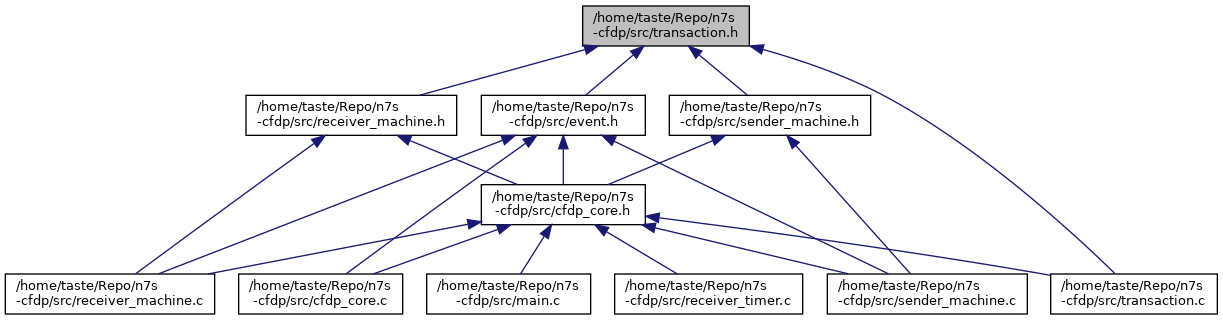 /home/taste/Repo/n7s
-cfdp/src/transaction.h
/home/taste/Repo/n7s
-cfdp/src/receiver_machine.h
/home/taste/Repo/n7s
-cfdp/src/event.h
/home/taste/Repo/n7s
-cfdp/src/sender_machine.h
/home/taste/Repo/n7s
-cfdp/src/cfdp_core.h
/home/taste/Repo/n7s
-cfdp/src/receiver_machine.c
/home/taste/Repo/n7s
-cfdp/src/cfdp_core.c
/home/taste/Repo/n7s
-cfdp/src/main.c
/home/taste/Repo/n7s
-cfdp/src/receiver_timer.c
/home/taste/Repo/n7s
-cfdp/src/sender_machine.c
/home/taste/Repo/n7s
-cfdp/src/transaction.c